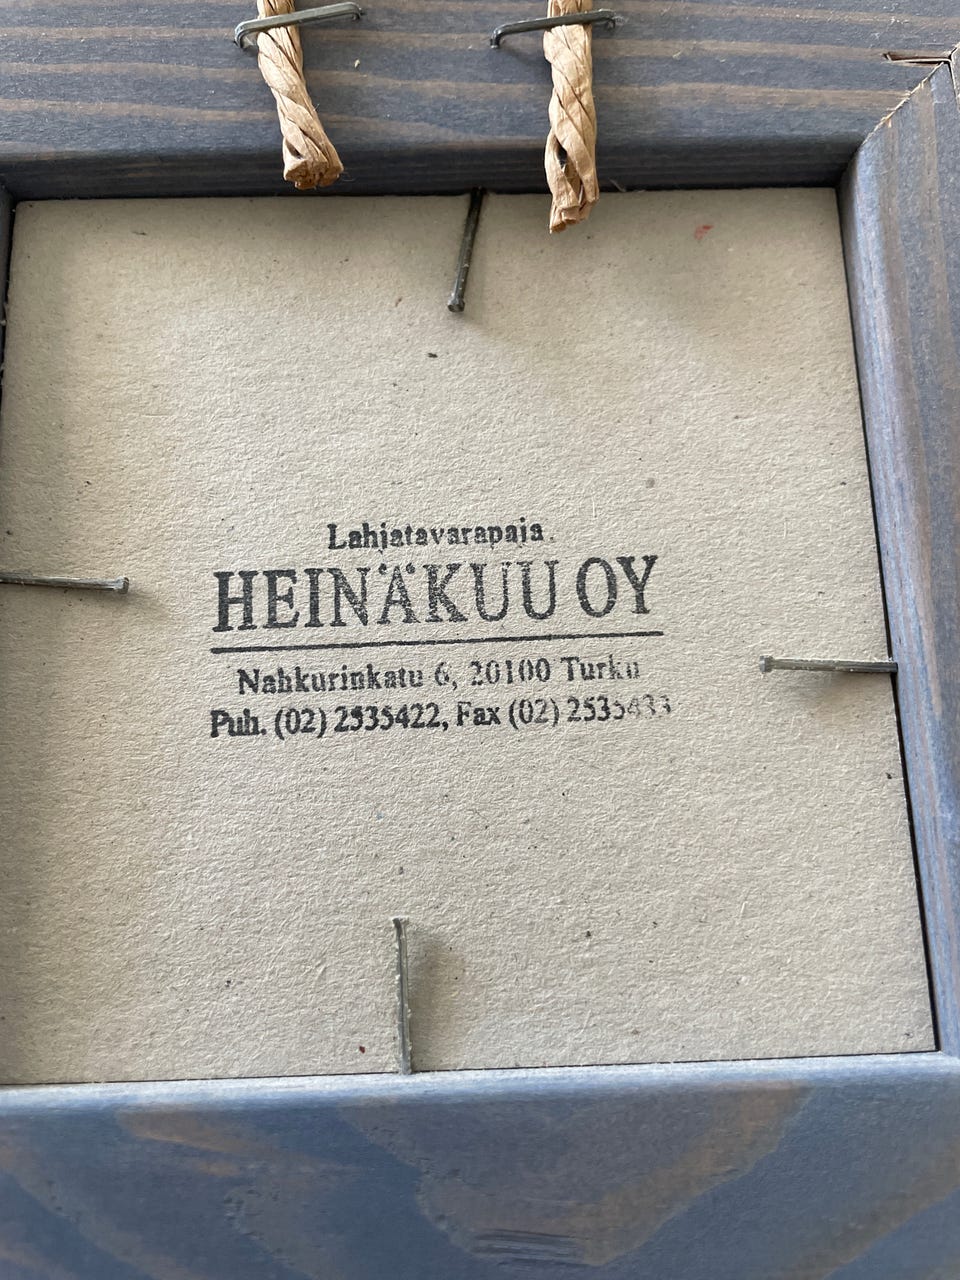 Lahjatavarapaja
HEINÄKUU OY
Nahkurinkatu 6, 20100 Turku
Puh. (02) 2535422, Fax (02) 2535433